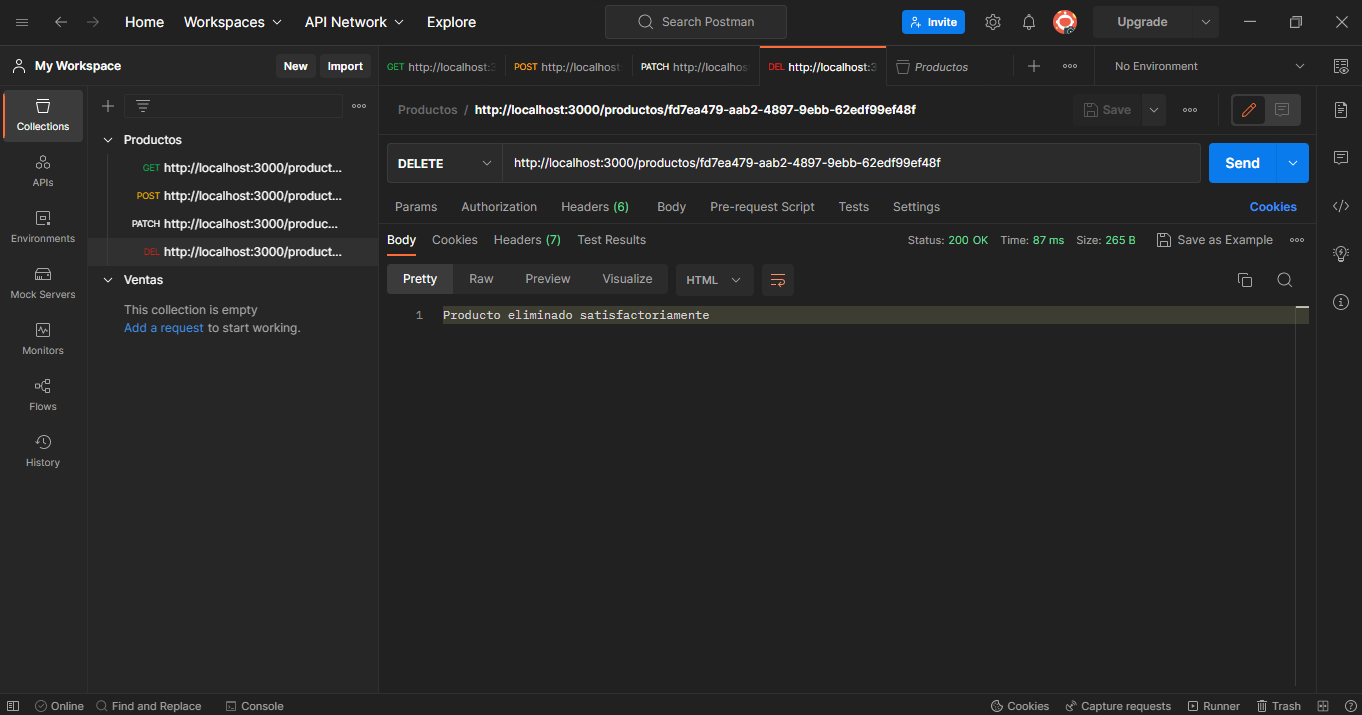 Home Workspaces API Network Explore Search Postman Invite Upgrade
My Workspace New Import GET http://localhost:3 POST http://localhost: PATCH http://localhos DEL http://localhost:3 Productos No Environment
Collections
APIs
Environments
Mock Servers
Monitors
Flows
History
Productos
GET http://localhost:3000/product...
POST http://localhost:3000/product...
PATCH http://localhost:3000/produc...
DEL http://localhost:3000/product...
Ventas
This collection is empty
Add a request to start working.
Productos / http://localhost:3000/productos/fd7ea479-aab2-4897-9ebb-62edf99ef48f Save
DELETE http://localhost:3000/productos/fd7ea479-aab2-4897-9ebb-62edf99ef48f Send
Params Authorization Headers (6) Body Pre-request Script Tests Settings Cookies
Body Cookies Headers (7) Test Results Status: 200 OK Time: 87 ms Size: 265 B Save as Example
Pretty Raw Preview Visualize HTML
1 Producto eliminado satisfactoriamente
Online Find and Replace Console Cookies Capture requests Runner Trash